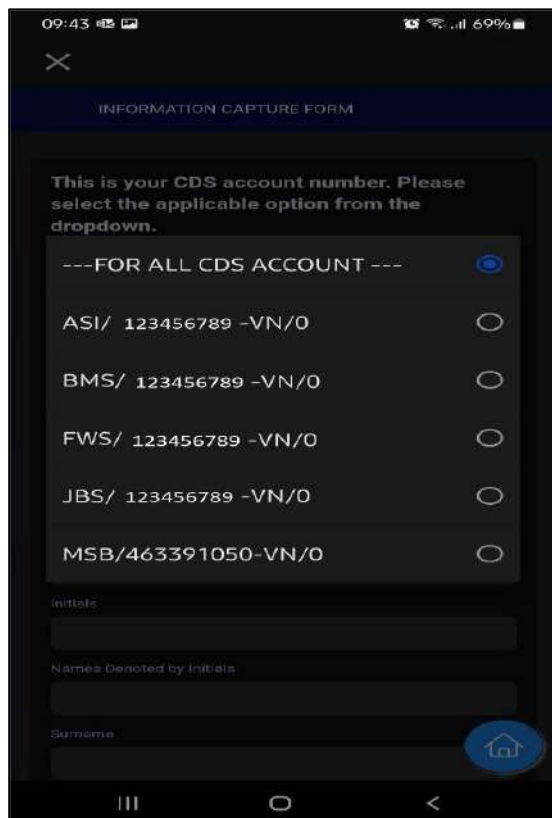 09:43
69%
INFORMATION CAPTURE FORM
This is your CDS account number. Please
select the applicable option from the
dropdown.
---FOR ALL CDS ACCOUNT ---
ASI/ 123456789 -VN/0
BMS/ 123456789 -VN/0
FWS/ 123456789 -VN/0
JBS/ 123456789 -VN/0
MSB/463391050-VN/0
Initials
Names Denoted by Initials
Surname